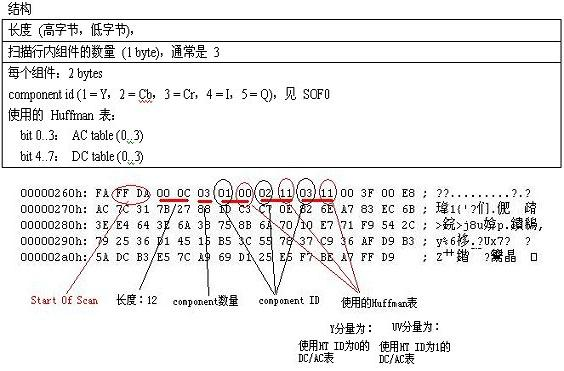 结构
长度 (高字节，低字节)，
扫描行内组件的数量 (1 byte)，通常是 3
每个组件：2 bytes
component id (1 = Y, 2 = Cb, 3 = Cr, 4 = I, 5 = Q)，见 SOF0
使用的 Huffman 表：
bit 0..3： AC table (0..3)
bit 4..7： DC table (0..3)
00000260h: FA FF DA 00 0C 03 01 00 02 11 03 11 00 3F 00 E8 ; ??.........?.?
00000270h: AC 7C 31 7B 27 88 1D C3 C7 0E 82 6E A7 83 EC 6B ;
00000280h: 3E E4 64 3E 6A 38 75 8B 6A 70 10 E7 71 F9 54 2C ;
00000290h: 79 25 36 D1 45 15 B5 3C 55 78 37 C9 36 AF D9 B3 ;
000002a0h: 5A DC B3 E5 7C A9 69 D1 25 E5 F7 BE A7 FF D9 ;
Start Of Scan 长度：12 component数量 component ID 使用的Huffman表
Y分量为： UV分量为：
使用HT ID为0的 使用HT ID为1的
DC/AC表 DC/AC表